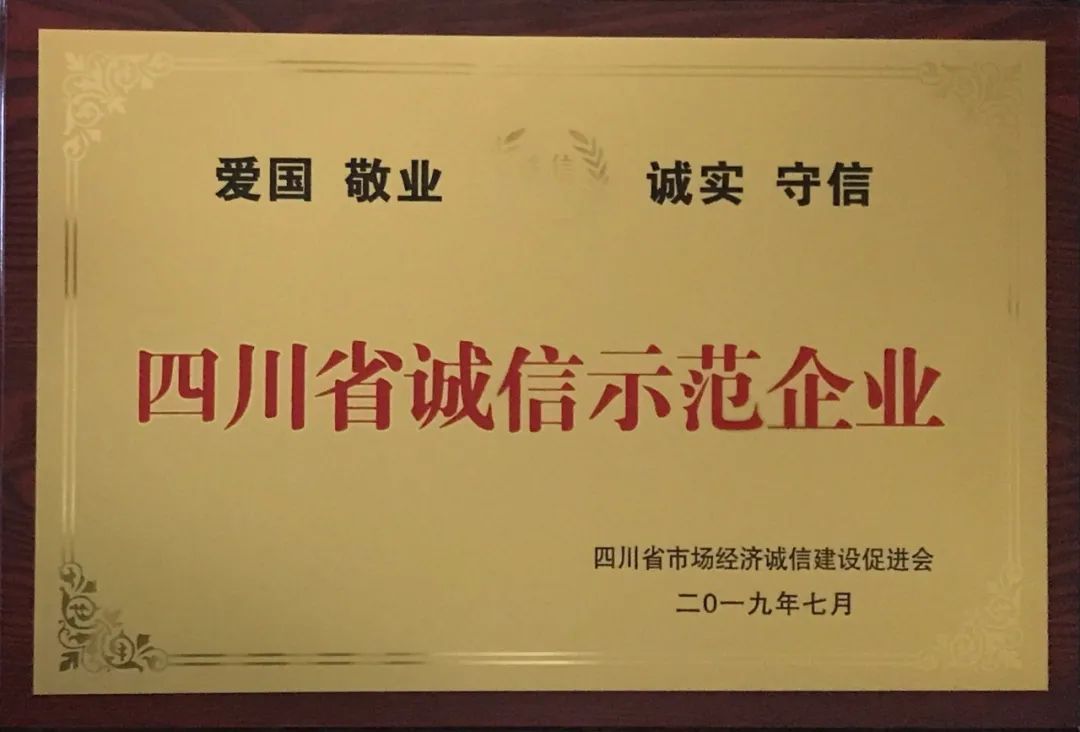 爱国 敬业 诚实 守信
四川省诚信示范企业
四川省市场经济诚信建设促进会
二0一九年七月